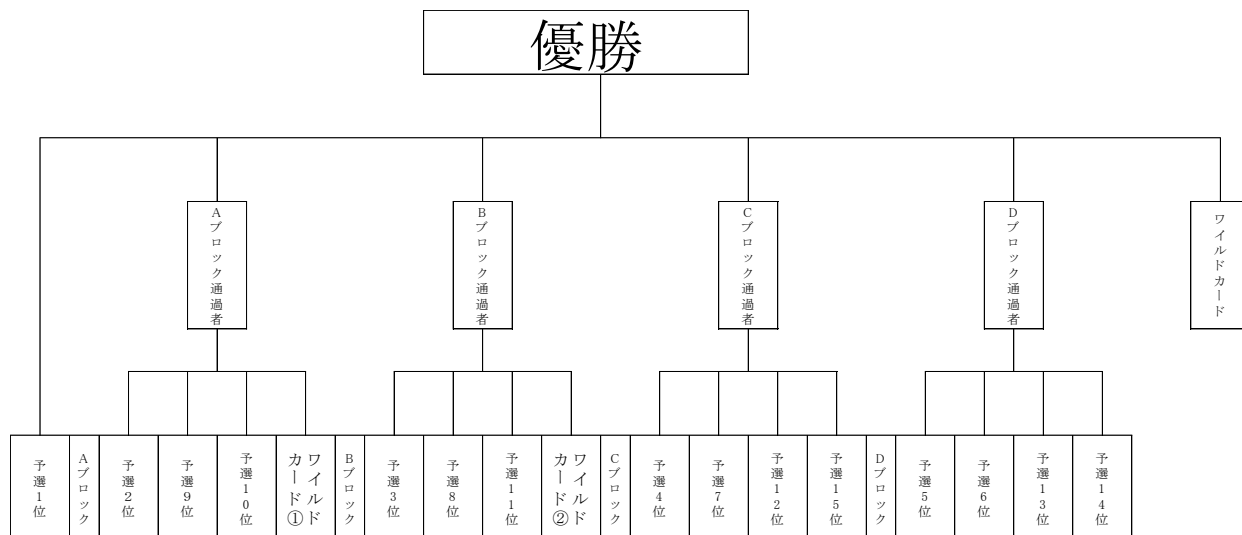 優勝
Aブロック通過者
Bブロック通過者
Cブロック通過者
Dブロック通過者
ワイルドカード
予選1位
Aブロック
予選2位
予選9位
予選10位
ワイルド
カード①
Bブロック
予選3位
予選8位
予選11位
ワイルド
カード②
Cブロック
予選4位
予選7位
予選12位
予選15位
Dブロック
予選5位
予選6位
予選13位
予選14位